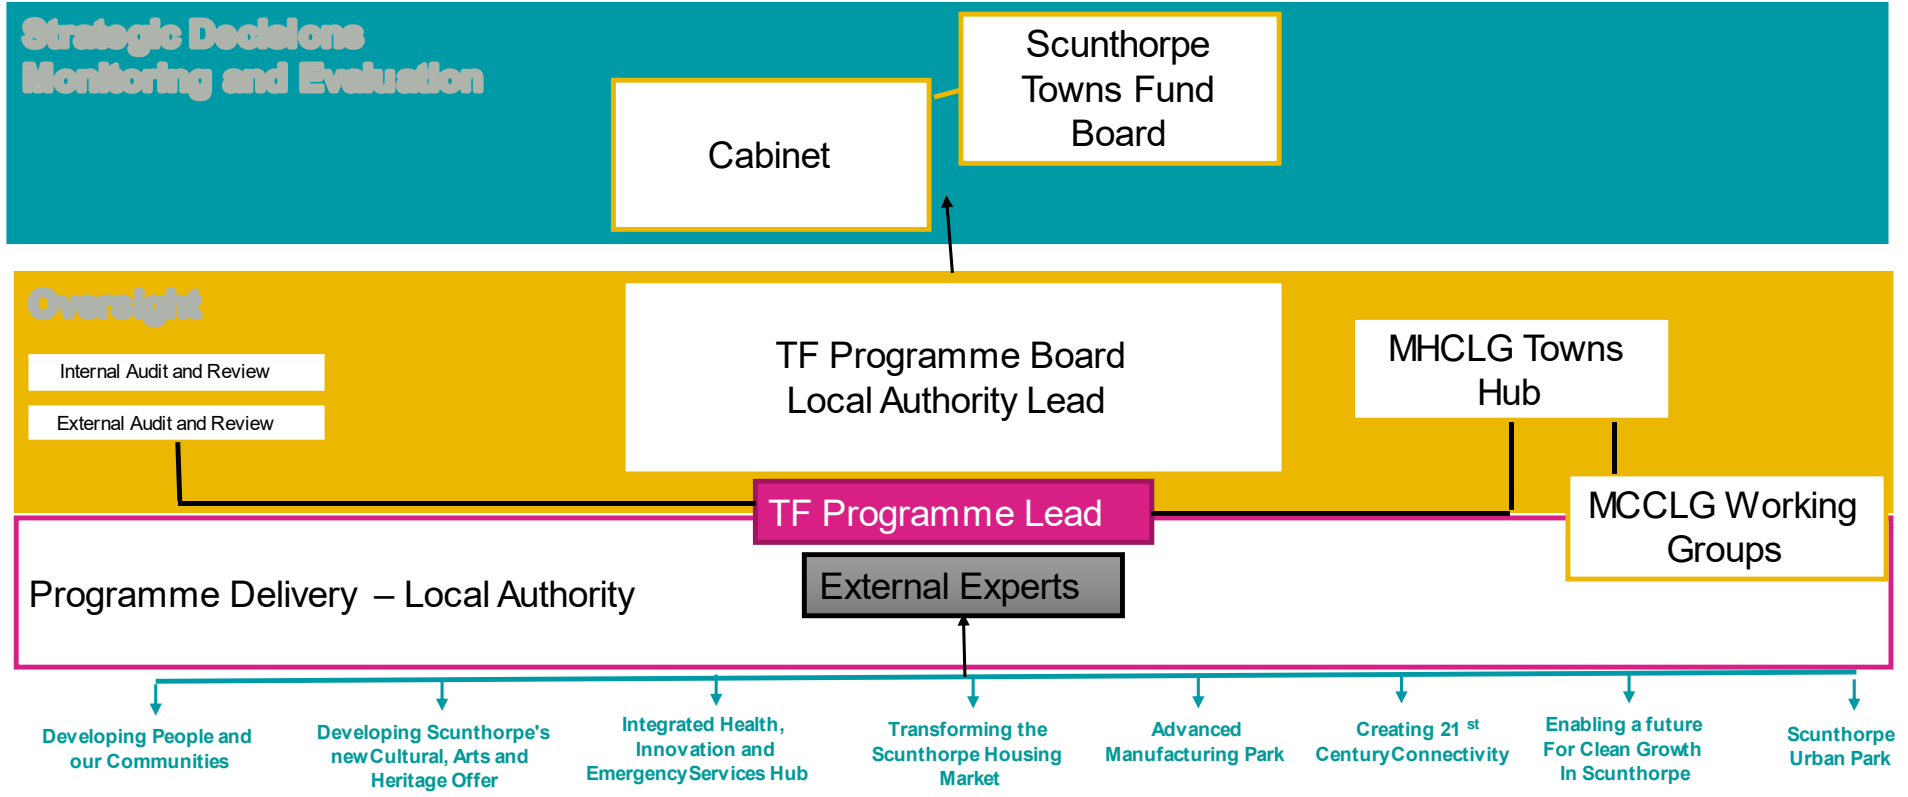 Strategic Decisions
Monitoring and Evaluation
Scunthorpe
Towns Fund
Board
Cabinet
Oversight
Internal Audit and Review
External Audit and Review
TF Programme Board
Local Authority Lead
MHCLG Towns
Hub
TF Programme Lead
MCCLG Working
Groups
External Experts
Programme Delivery – Local Authority
Developing People and
our Communities
Developing Scunthorpe's
new Cultural, Arts and
Heritage Offer
Integrated Health,
Innovation and
Emergency Services Hub
Transforming the
Scunthorpe Housing
Market
Advanced
Manufacturing Park
Creating 21 st
Century Connectivity
Enabling a future
For Clean Growth
In Scunthorpe
Scunthorpe
Urban Park